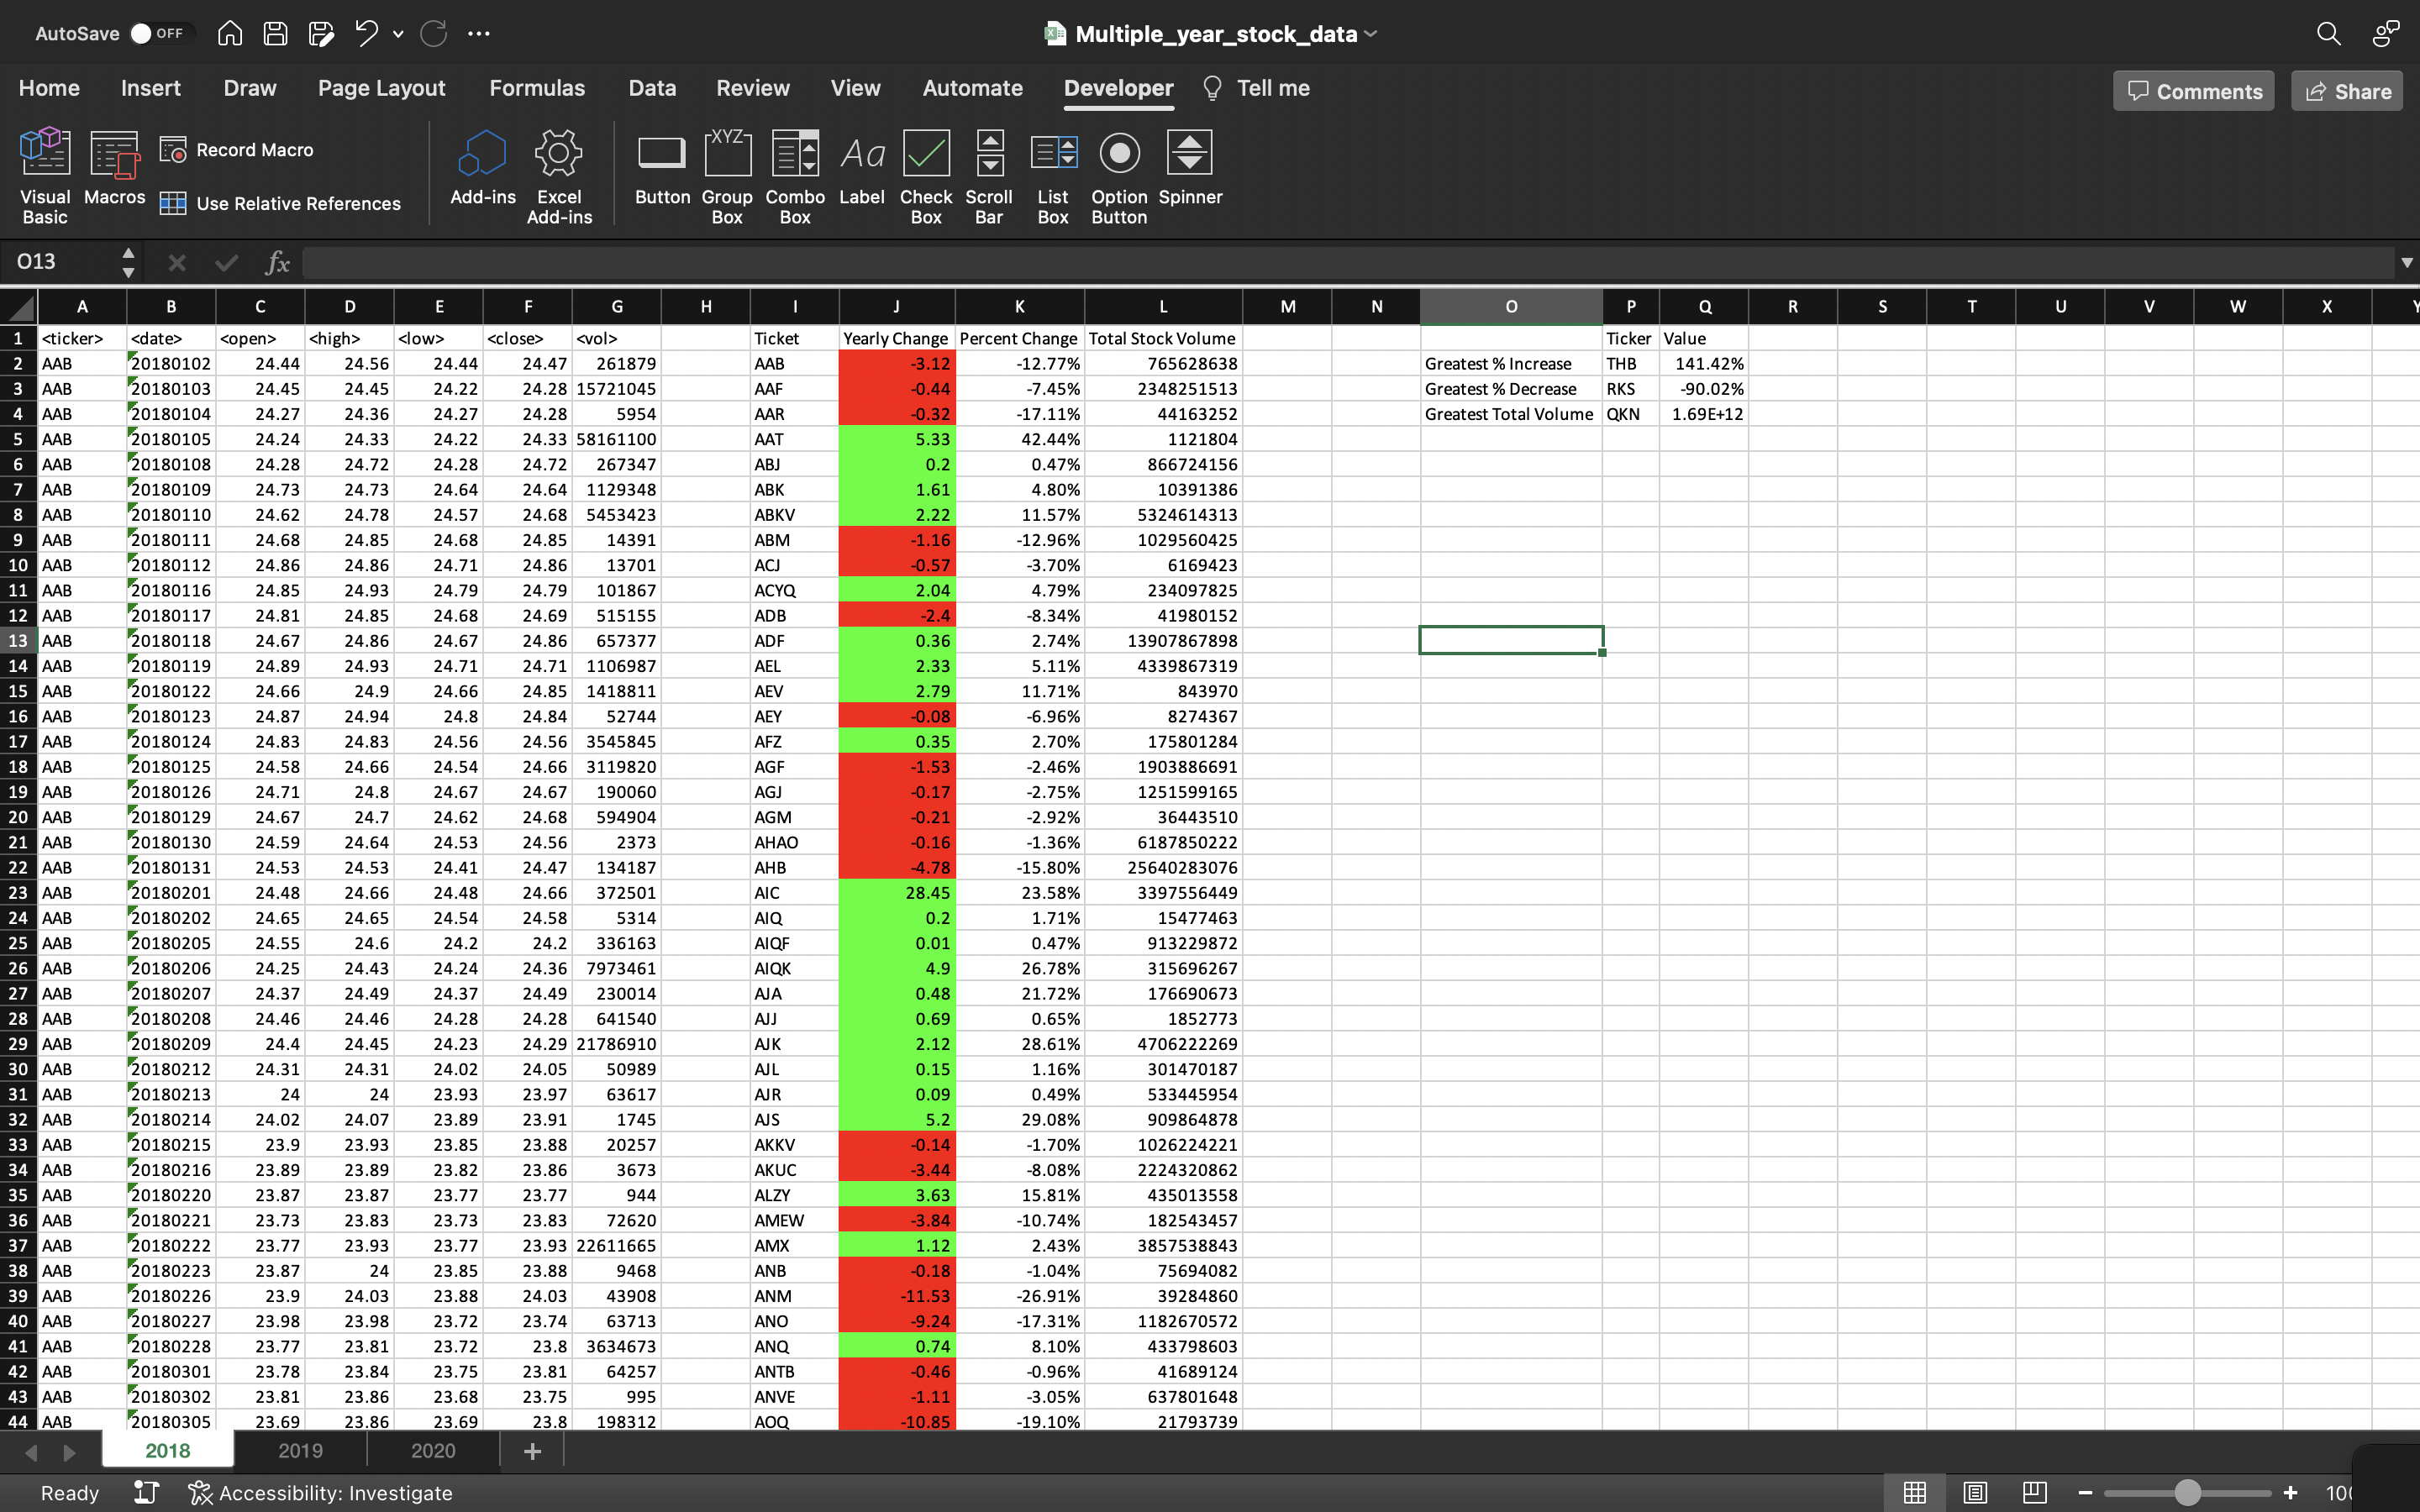 AutoSave OFF Multiple_year_stock_data
Home Insert Draw Page Layout Formulas Data Review View Automate Developer Tell me Comments Share
Visual Basic Macros Record Macro Use Relative References Add-ins Excel Add-ins Button Group Box Combo Box Label Check Box Scroll Bar List Box Option Button Spinner
O13 fx
A B C D E F G H I J K L M N O P Q R S T U V W X Y
1 <ticker> <date> <open> <high> <low> <close> <vol> Ticket Yearly Change Percent Change Total Stock Volume Ticker Value
2 AAB 20180102 24.44 24.56 24.44 24.47 261879 AAB -3.12 -12.77% 765628638 Greatest % Increase THB 141.42%
3 AAB 20180103 24.45 24.45 24.22 24.28 15721045 AAF -0.44 -7.45% 2348251513 Greatest % Decrease RKS -90.02%
4 AAB 20180104 24.27 24.36 24.27 24.28 5954 AAR -0.32 -17.11% 44163252 Greatest Total Volume QKN 1.69E+12
5 AAB 20180105 24.24 24.33 24.22 24.33 58161100 AAT 5.33 42.44% 1121804
6 AAB 20180108 24.28 24.72 24.28 24.72 267347 ABJ 0.2 0.47% 866724156
7 AAB 20180109 24.73 24.73 24.64 24.64 1129348 ABK 1.61 4.80% 10391386
8 AAB 20180110 24.62 24.78 24.57 24.68 5453423 ABKV 2.22 11.57% 5324614313
9 AAB 20180111 24.68 24.85 24.68 24.85 14391 ABM -1.16 -12.96% 1029560425
10 AAB 20180112 24.86 24.86 24.71 24.86 13701 ACJ -0.57 -3.70% 6169423
11 AAB 20180116 24.85 24.93 24.79 24.79 101867 ACYQ 2.04 4.79% 234097825
12 AAB 20180117 24.81 24.85 24.68 24.69 515155 ADB -2.4 -8.34% 41980152
13 AAB 20180118 24.67 24.86 24.67 24.86 657377 ADF 0.36 2.74% 13907867898
14 AAB 20180119 24.89 24.93 24.71 24.71 1106987 AEL 2.33 5.11% 4339867319
15 AAB 20180122 24.66 24.9 24.66 24.85 1418811 AEV 2.79 11.71% 843970
16 AAB 20180123 24.87 24.94 24.8 24.84 52744 AEY -0.08 -6.96% 8274367
17 AAB 20180124 24.83 24.83 24.56 24.56 3545845 AFZ 0.35 2.70% 175801284
18 AAB 20180125 24.58 24.66 24.54 24.66 3119820 AGF -1.53 -2.46% 1903886691
19 AAB 20180126 24.71 24.8 24.67 24.67 190060 AGJ -0.17 -2.75% 1251599165
20 AAB 20180129 24.67 24.7 24.62 24.68 594904 AGM -0.21 -2.92% 36443510
21 AAB 20180130 24.59 24.64 24.53 24.56 2373 AHAO -0.16 -1.36% 6187850222
22 AAB 20180131 24.53 24.53 24.41 24.47 134187 AHB -4.78 -15.80% 25640283076
23 AAB 20180201 24.48 24.66 24.48 24.66 372501 AIC 28.45 23.58% 3397556449
24 AAB 20180202 24.65 24.65 24.54 24.58 5314 AIQ 0.2 1.71% 15477463
25 AAB 20180205 24.55 24.6 24.2 24.2 336163 AIQF 0.01 0.47% 913229872
26 AAB 20180206 24.25 24.43 24.24 24.36 7973461 AIQK 4.9 26.78% 315696267
27 AAB 20180207 24.37 24.49 24.37 24.49 230014 AJA 0.48 21.72% 176690673
28 AAB 20180208 24.46 24.46 24.28 24.28 641540 AJJ 0.69 0.65% 1852773
29 AAB 20180209 24.4 24.45 24.23 24.29 21786910 AJK 2.12 28.61% 4706222269
30 AAB 20180212 24.31 24.31 24.02 24.05 50989 AJL 0.15 1.16% 301470187
31 AAB 20180213 24 24 23.93 23.97 63617 AJR 0.09 0.49% 533445954
32 AAB 20180214 24.02 24.07 23.89 23.91 1745 AJS 5.2 29.08% 909864878
33 AAB 20180215 23.9 23.93 23.85 23.88 20257 AKKV -0.14 -1.70% 1026224221
34 AAB 20180216 23.89 23.89 23.82 23.86 3673 AKUC -3.44 -8.08% 2224320862
35 AAB 20180220 23.87 23.87 23.77 23.77 944 ALZY 3.63 15.81% 435013558
36 AAB 20180221 23.73 23.83 23.73 23.83 72620 AMEW -3.84 -10.74% 182543457
37 AAB 20180222 23.77 23.93 23.77 23.93 22611665 AMX 1.12 2.43% 3857538843
38 AAB 20180223 23.87 24 23.85 23.88 9468 ANB -0.18 -1.04% 75694082
39 AAB 20180226 23.9 24.03 23.88 24.03 43908 ANM -11.53 -26.91% 39284860
40 AAB 20180227 23.98 23.98 23.72 23.74 63713 ANO -9.24 -17.31% 1182670572
41 AAB 20180228 23.77 23.81 23.72 23.8 3634673 ANQ 0.74 8.10% 433798603
42 AAB 20180301 23.78 23.84 23.75 23.81 64257 ANTB -0.46 -0.96% 41689124
43 AAB 20180302 23.81 23.86 23.68 23.75 995 ANVE -1.11 -3.05% 637801648
44 AAB 20180305 23.69 23.86 23.69 23.8 198312 AOQ -10.85 -19.10% 21793739
2018 2019 2020 +
Ready Accessibility: Investigate